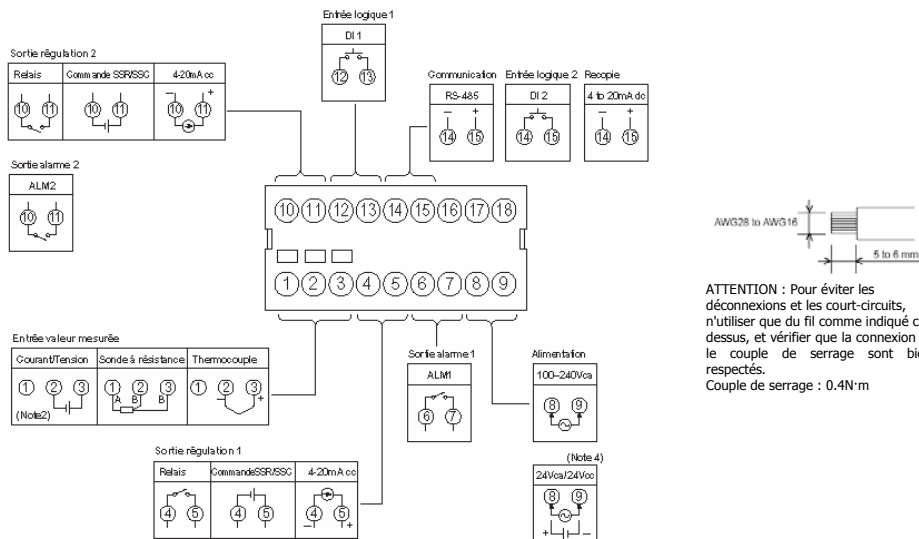 Entrée logique 1
DI 1
12 13
Sortie régulation 2
Relais Commande SSR/SSC 4-20mA cc
10 11 10 11 − 10 11 +
Communication Entrée logique 2 Recopie
RS-485 DI 2 4 to 20mA dc
− + − +
14 15 14 15 14 15
Sortie alarme 2
ALM2
10 11
10 11 12 13 14 15 16 17 18
1 2 3 4 5 6 7 8 9
AWG28 to AWG16
5 to 6 mm
ATTENTION : Pour éviter les
déconnexions et les court-circuits,
n'utiliser que du fil comme indiqué c
dessus, et vérifier que la connexion
le couple de serrage sont bie
respectés.
Couple de serrage : 0.4N·m
Entrée valeur mesurée
Courant/Tension Sonde à résistance Thermocouple
1 2 3 1 2 3 1 2 3
A B B − +
(Note2)
Sortie alarme 1
ALM1
6 7
Alimentation
100–240Vca
8 9
Sortie régulation 1
Relais CommandeSSR/SSC 4-20mA cc
4 5 4 5 4 5
− +
(Note 4)
24Vca/24Vcc
8 9
+ −